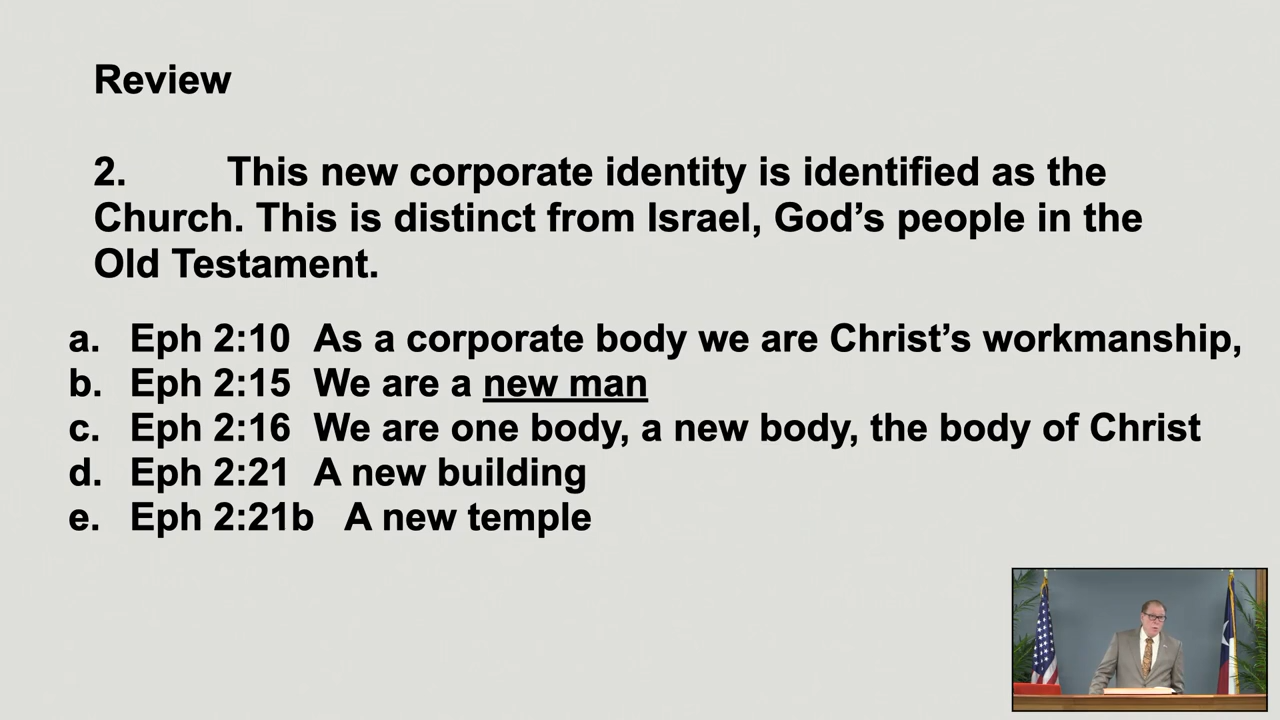 Review
2. This new corporate identity is identified as the
Church. This is distinct from Israel, God’s people in the
Old Testament.
a. Eph 2:10 As a corporate body we are Christ’s workmanship,
b. Eph 2:15 We are a new man
c. Eph 2:16 We are one body, a new body, the body of Christ
d. Eph 2:21 A new building
e. Eph 2:21b A new temple